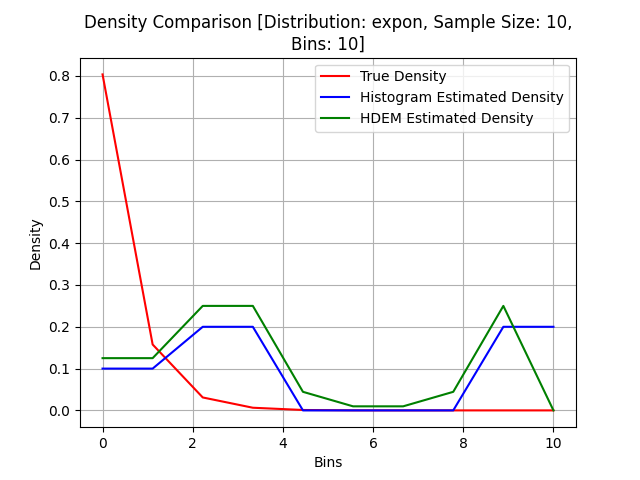 Density Comparison [Distribution: expon, Sample Size: 10,
Bins: 10]
True Density
Histogram Estimated Density
HDEM Estimated Density
Density
0.8
0.7
0.6
0.5
0.4
0.3
0.2
0.1
0.0
0 2 4 6 8 10
Bins